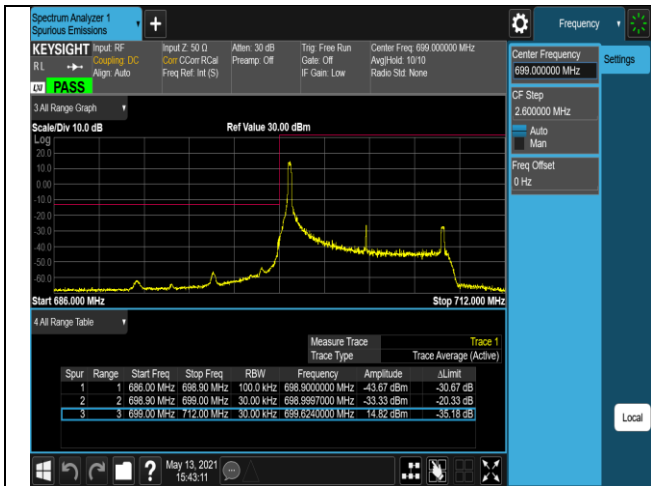 Spectrum Analyzer 1
Spurious Emissions
+
Frequency
KEYSIGHT Input: RF Input Z: 50 Ω Atten: 30 dB Trig: Free Run Center Freq: 699.000000 MHz
RL Coupling: DC Corr CCorr RCal Preamp: Off Gate: Off Avg|Hold: 10/10
Align: Auto Freq Ref: Int (S) IF Gain: Low Radio Std: None
LXI PASS
3 All Range Graph
Scale/Div 10.0 dB Ref Value 30.00 dBm
Log
20.0
10.0
0.00
-10.0
-20.0
-30.0
-40.0
-50.0
-60.0
Start 686.000 MHz Stop 712.000 MHz
4 All Range Table
Measure Trace Trace 1
Trace Type Trace Average (Active)
Spur Range Start Freq Stop Freq RBW Frequency Amplitude ΔLimit
1 1 686.00 MHz 698.90 MHz 100.0 kHz 698.9000000 MHz -43.67 dBm -30.67 dB
2 2 698.90 MHz 699.00 MHz 30.00 kHz 698.9997000 MHz -33.33 dBm -20.33 dB
3 3 699.00 MHz 712.00 MHz 30.00 kHz 699.6240000 MHz 14.82 dBm -35.18 dB
Center Frequency
699.000000 MHz
Settings
CF Step
2.600000 MHz
Auto
Man
Freq Offset
0 Hz
Local
?
May 13, 2021
15:43:11